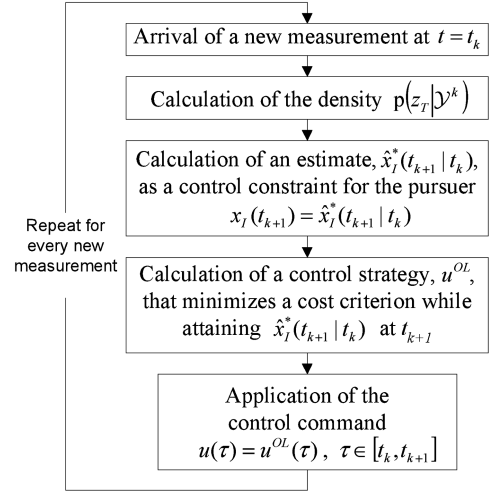 Arrival of a new measurement at t = t_k
Calculation of the density p(z_T|𝒴^k)
Calculation of an estimate, x̂_I^*(t_{k+1} | t_k),
as a control constraint for the pursuer
x_I(t_{k+1}) = x̂_I^*(t_{k+1} | t_k)
Repeat for
every new
measurement
Calculation of a control strategy, u^{OL},
that minimizes a cost criterion while
attaining x̂_I^*(t_{k+1} | t_k) at t_{k+1}
Application of the
control command
u(τ) = u^{OL}(τ), τ ∈ [t_k, t_{k+1}]